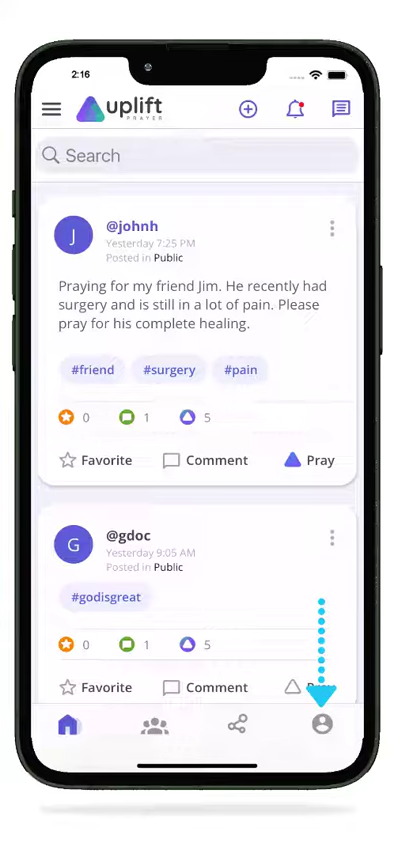 2:16
uplift
PRAYER
Search
J
@johnh
Yesterday 7:25 PM
Posted in Public
Praying for my friend Jim. He recently had
surgery and is still in a lot of pain. Please
pray for his complete healing.
#friend #surgery #pain
0 1 5
Favorite Comment Pray
G
@gdoc
Yesterday 9:05 AM
Posted in Public
#godisgreat
0 1 5
Favorite Comment